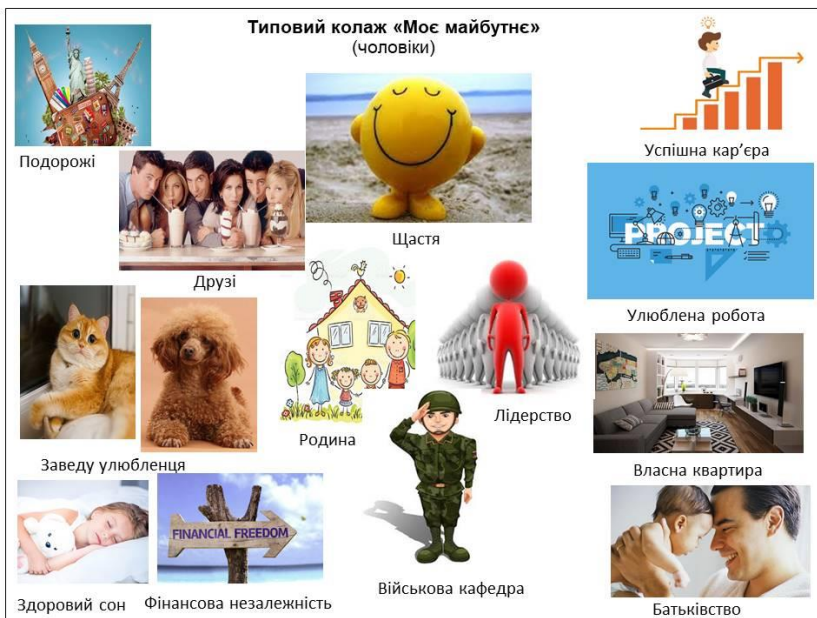 Типовий колаж «Моє майбутнє»
(чоловіки)
Подорожі
Успішна кар’єра
Щастя
Друзі
PROJECT
Улюблена робота
Родина
Лідерство
Заведу улюбленця
Власна квартира
FINANCIAL FREEDOM
Здоровий сон
Фінансова незалежність
Військова кафедра
Батьківство